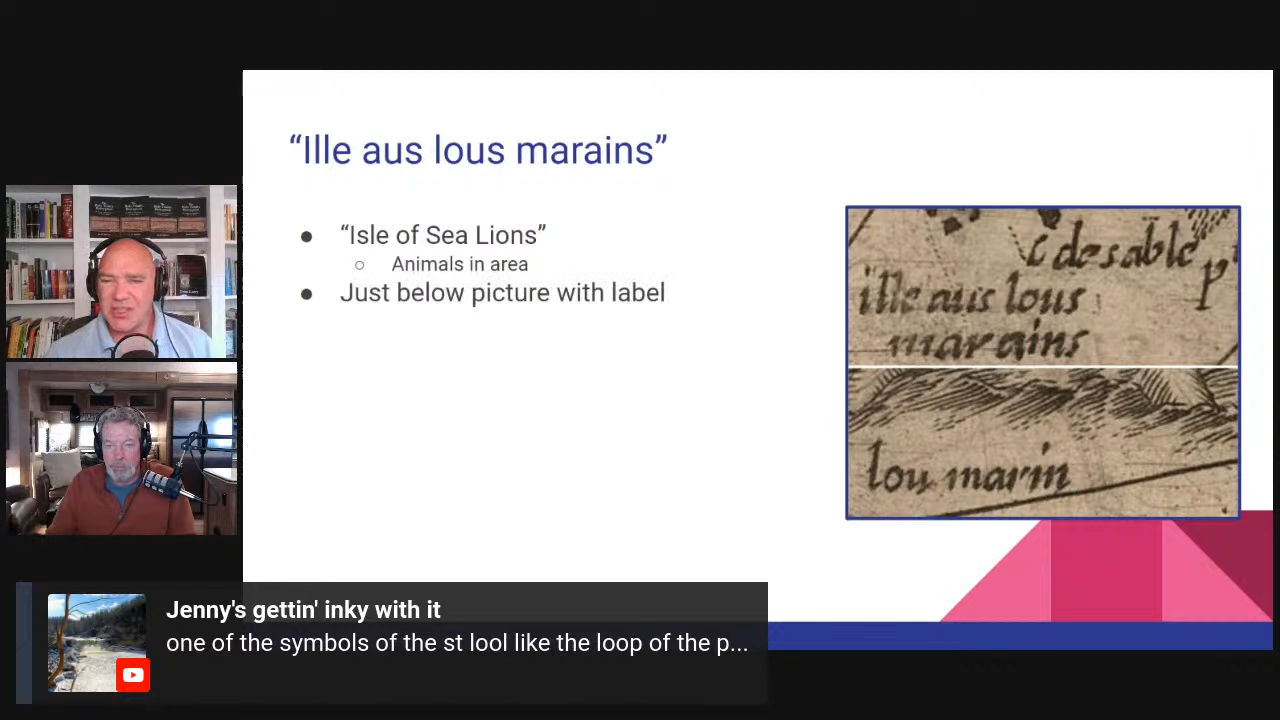 “Ille aus lous marains”
“Isle of Sea Lions”
Animals in area
Just below picture with label
c de sable
p
ille aus lous
marains
lou marin
Jenny's gettin' inky with it
one of the symbols of the st lool like the loop of the p...